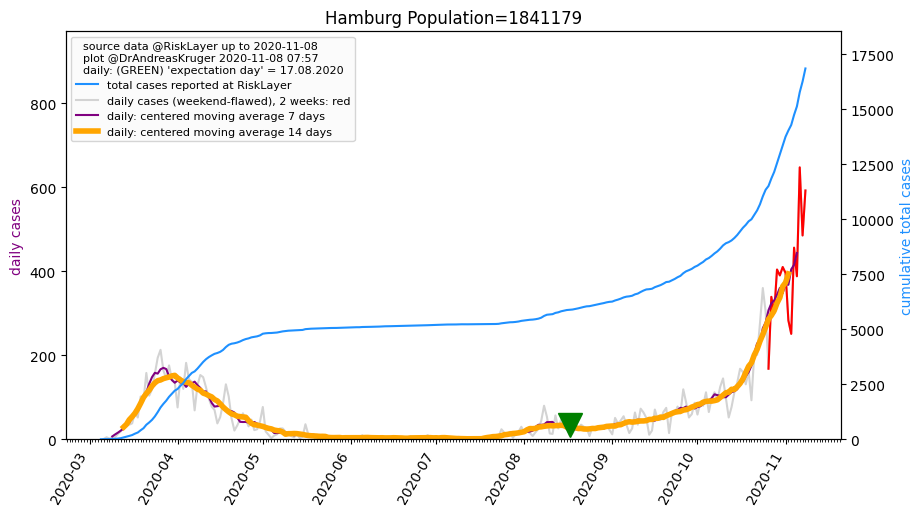 Hamburg Population=1841179
source data @RiskLayer up to 2020-11-08
plot @DrAndreasKruger 2020-11-08 07:57
daily: (GREEN) 'expectation day' = 17.08.2020
total cases reported at RiskLayer
daily cases (weekend-flawed), 2 weeks: red
daily: centered moving average 7 days
daily: centered moving average 14 days
daily cases
800
600
400
200
0
17500
15000
12500
10000
7500
5000
2500
0
cumulative total cases
2020-03
2020-04
2020-05
2020-06
2020-07
2020-08
2020-09
2020-10
2020-11